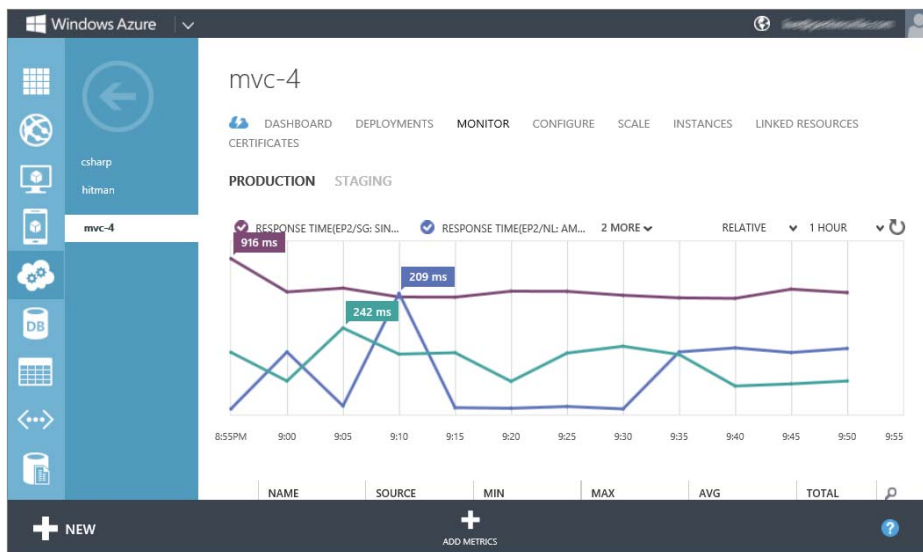 Windows Azure
mvc-4
DASHBOARD DEPLOYMENTS MONITOR CONFIGURE SCALE INSTANCES LINKED RESOURCES
CERTIFICATES
csharp
hitman
mvc-4
PRODUCTION STAGING
RESPONSE TIME(EP2/SG: SIN... RESPONSE TIME(EP2/NL: AM... 2 MORE RELATIVE 1 HOUR
916 ms
209 ms
242 ms
DB
8:55PM 9:00 9:05 9:10 9:15 9:20 9:25 9:30 9:35 9:40 9:45 9:50 9:55
NAME SOURCE MIN MAX AVG TOTAL
NEW
ADD METRICS
?